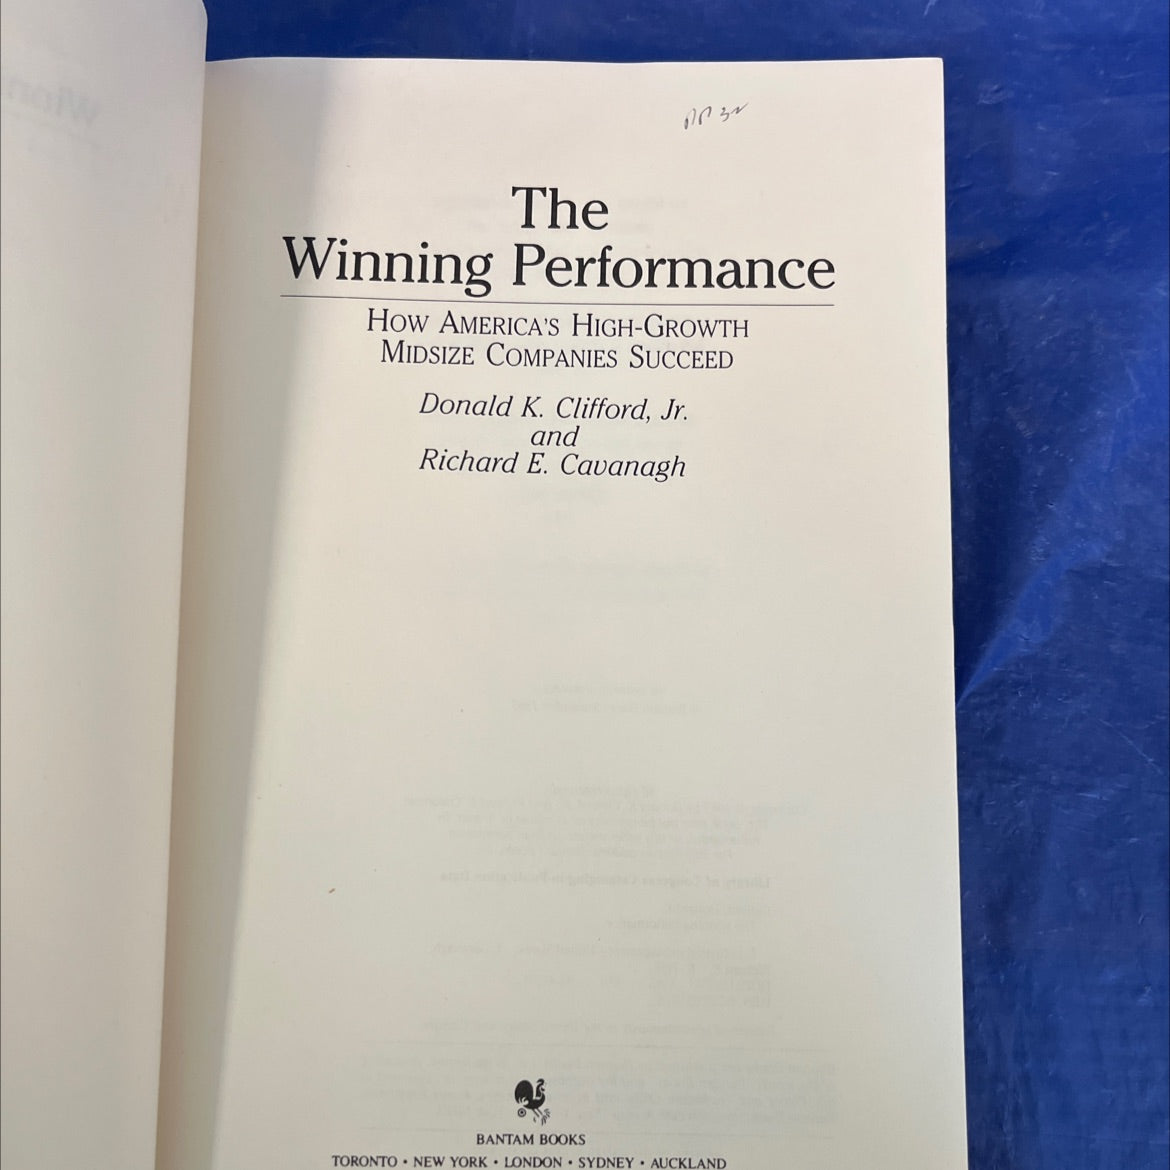 The
Winning Performance
HOW AMERICA'S HIGH-GROWTH
MIDSIZE COMPANIES SUCCEED
Donald K. Clifford, Jr.
and
Richard E. Cavanagh
BANTAM BOOKS
TORONTO • NEW YORK • LONDON • SYDNEY • AUCKLAND